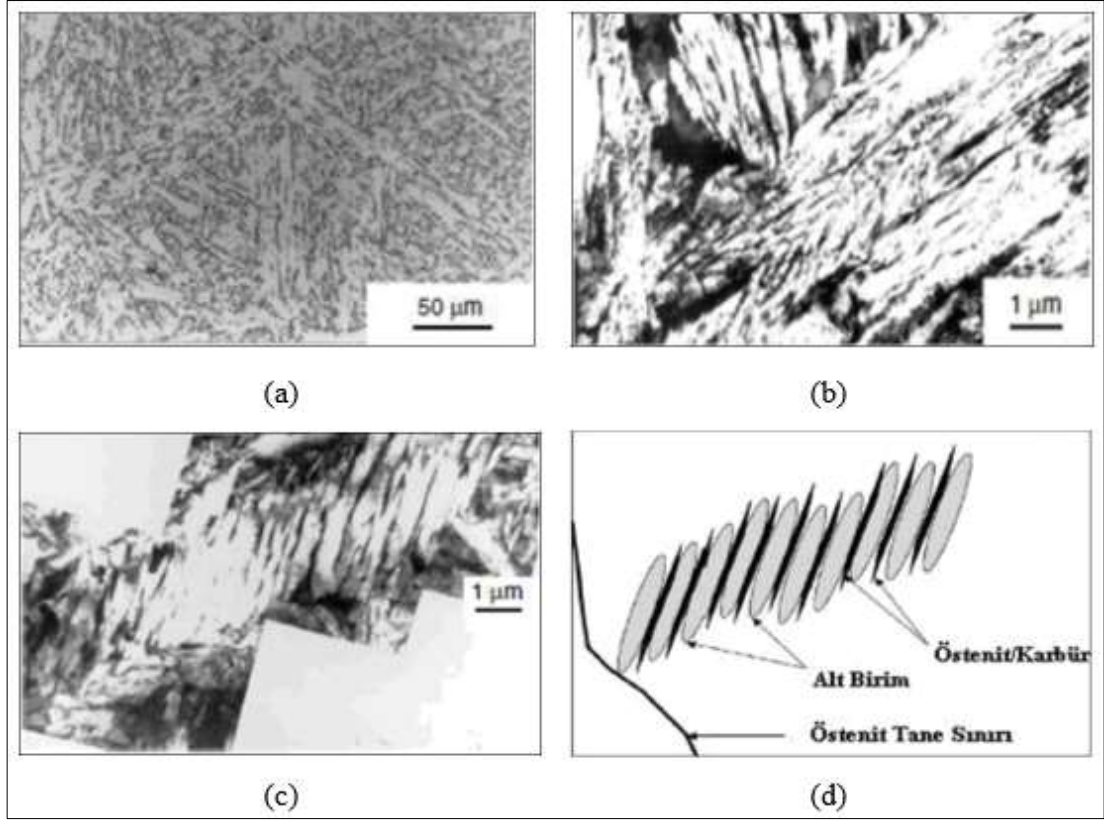 50 µm
1 µm
(a)
(b)
1 µm
Östenit/Karbür
Alt Birim
Östenit Tane Sınırı
(c)
(d)